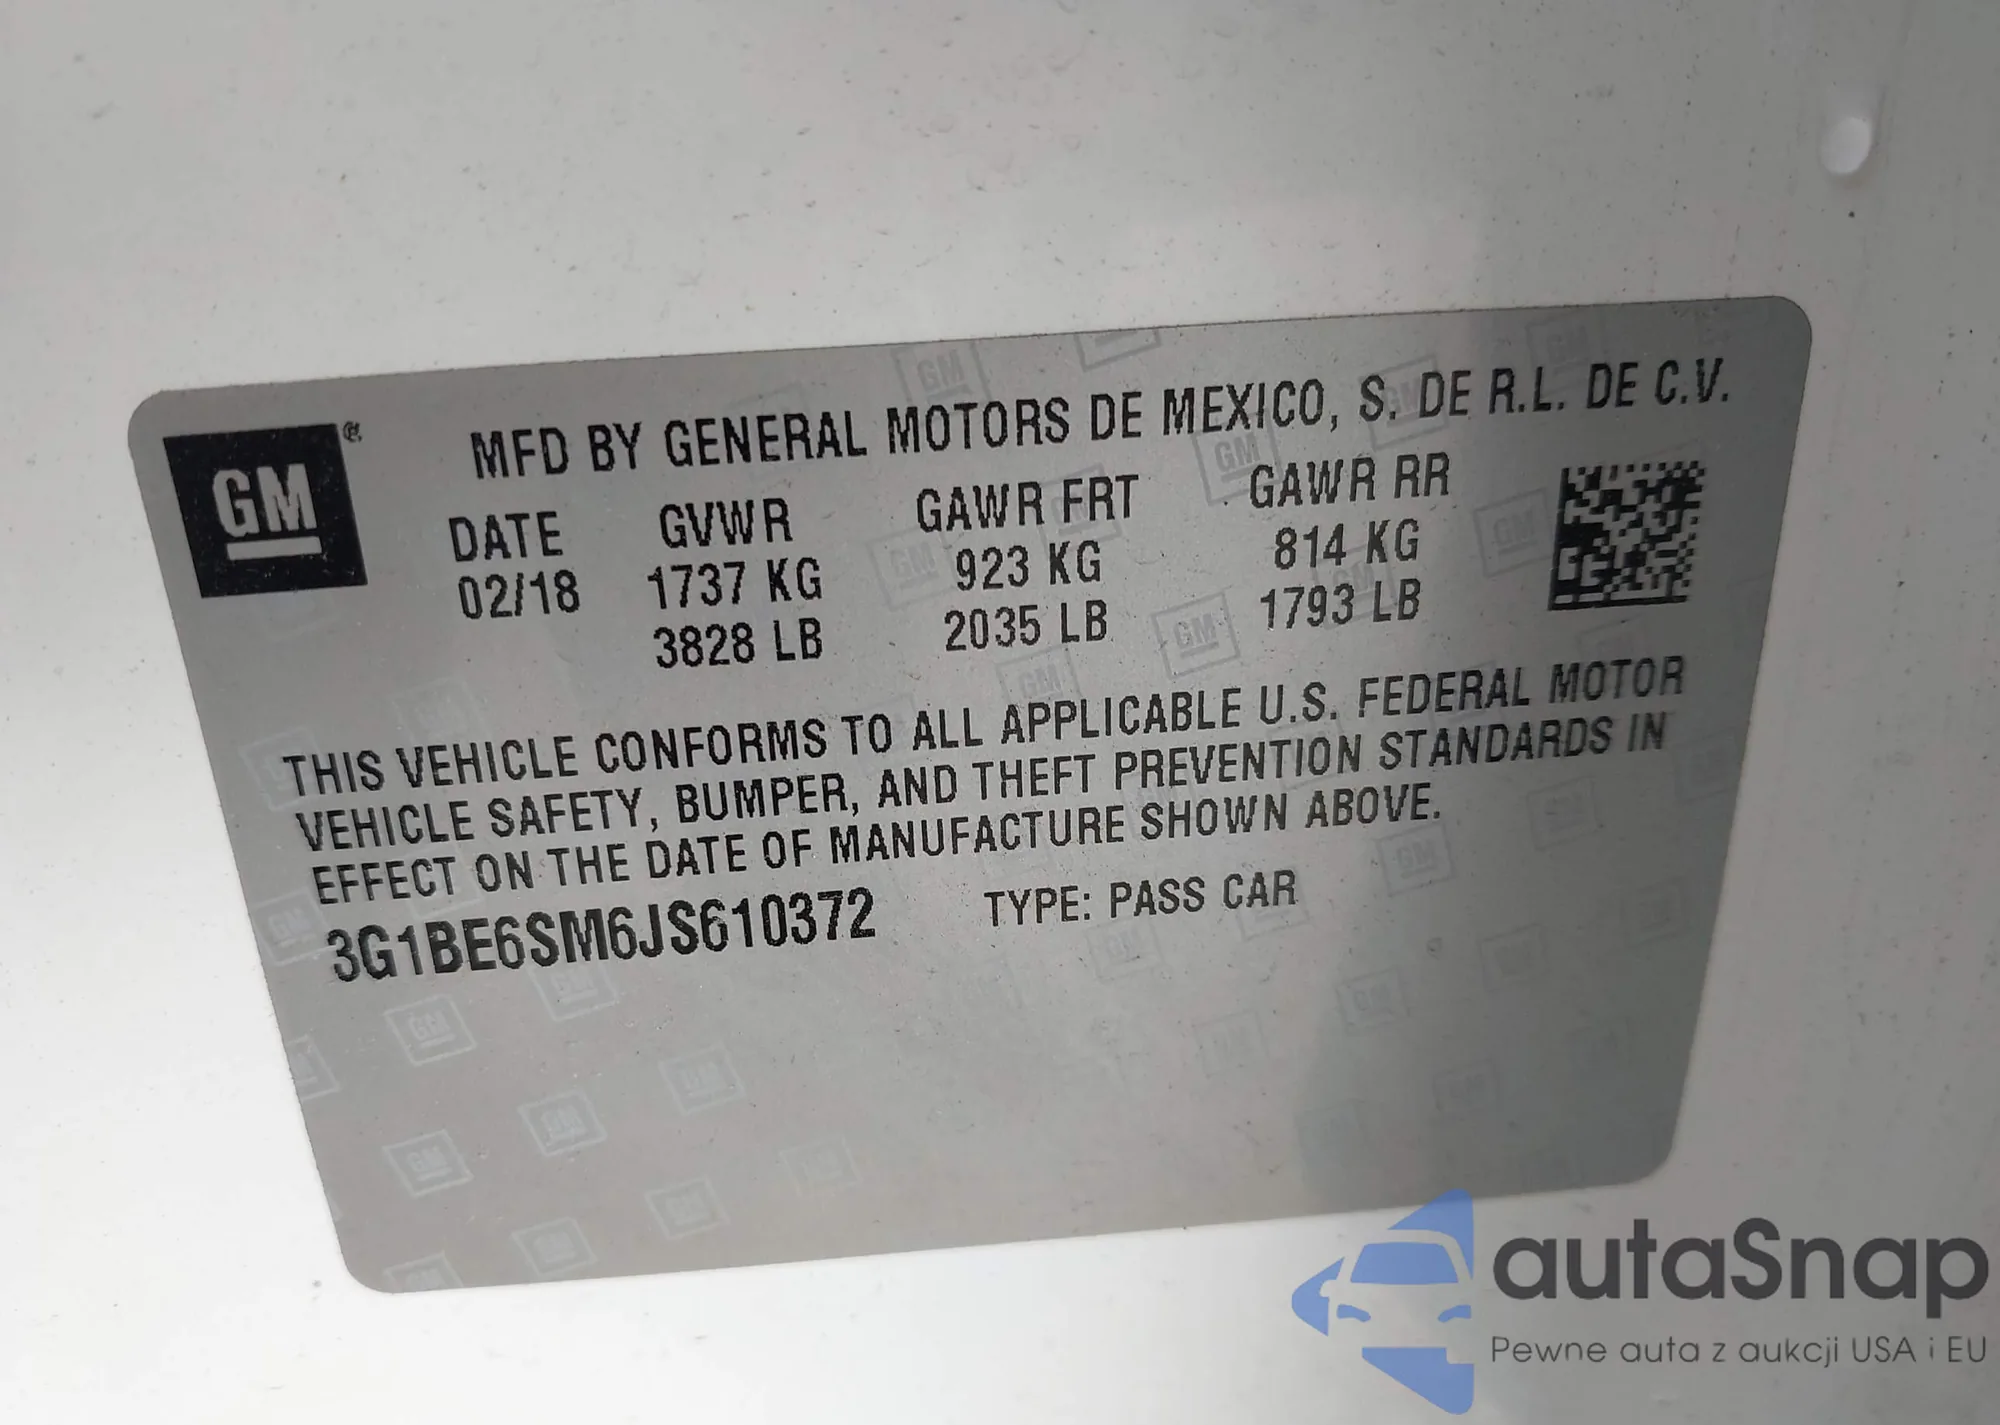 GM
MFD BY GENERAL MOTORS DE MEXICO, S. DE R.L. DE C.V.
DATE GVWR GAWR FRT GAWR RR
02/18 1737 KG 923 KG 814 KG
3828 LB 2035 LB 1793 LB
THIS VEHICLE CONFORMS TO ALL APPLICABLE U.S. FEDERAL MOTOR
VEHICLE SAFETY, BUMPER, AND THEFT PREVENTION STANDARDS IN
EFFECT ON THE DATE OF MANUFACTURE SHOWN ABOVE.
3G1BE6SM6JS610372 TYPE: PASS CAR
autaSnap
Pewne auta z aukcji USA i EU